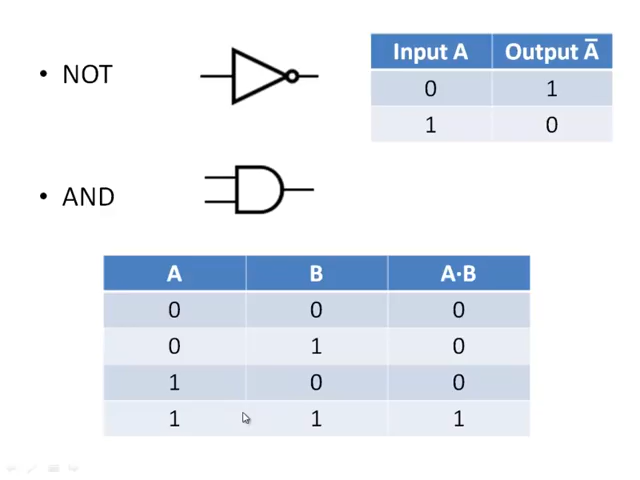 • NOT
Input A Output A̅
0 1
1 0
• AND
A B A·B
0 0 0
0 1 0
1 0 0
1 1 1